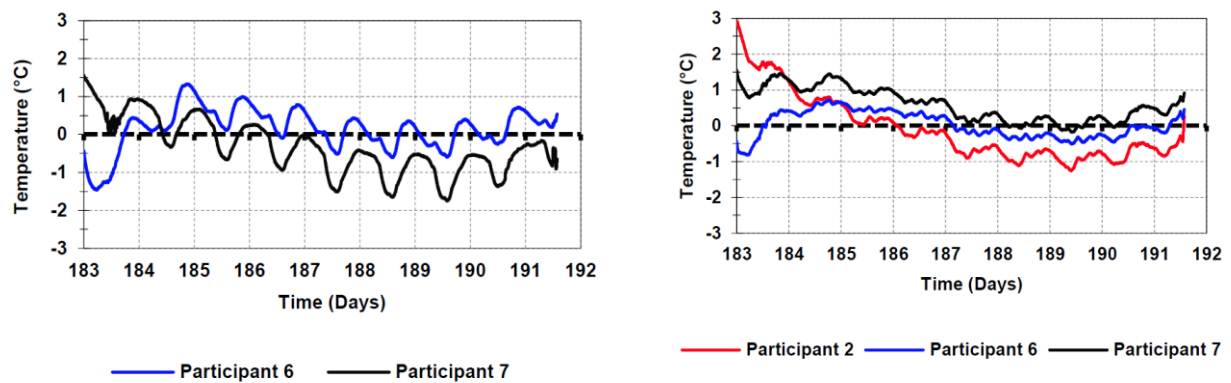 3
2
1
0
-1
-2
-3
Temperature (°C)
183 184 185 186 187 188 189 190 191 192
Time (Days)
Participant 6 Participant 7
3
2
1
0
-1
-2
-3
Temperature (°C)
183 184 185 186 187 188 189 190 191 192
Time (Days)
Participant 2 Participant 6 Participant 7